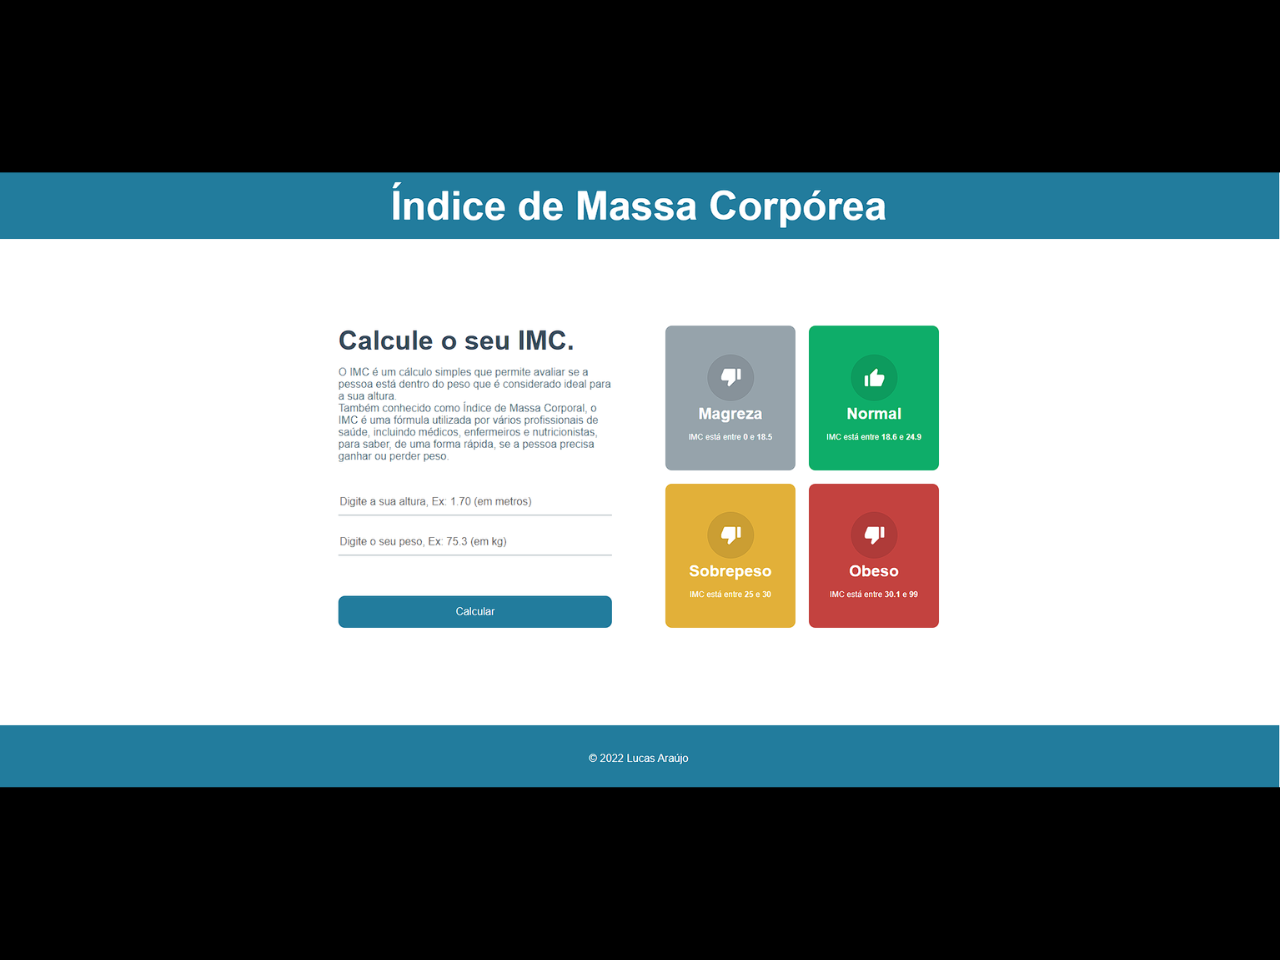 Índice de Massa Corpórea
Calcule o seu IMC.
O IMC é um cálculo simples que permite avaliar se a
pessoa está dentro do peso que é considerado ideal para
a sua altura.
Também conhecido como Índice de Massa Corporal, o
IMC é uma fórmula utilizada por vários profissionais de
saúde, incluindo médicos, enfermeiros e nutricionistas,
para saber, de uma forma rápida, se a pessoa precisa
ganhar ou perder peso.
Digite a sua altura, Ex: 1.70 (em metros)
Digite o seu peso, Ex: 75.3 (em kg)
Calcular
Magreza
IMC está entre 0 e 18.5
Normal
IMC está entre 18.6 e 24.9
Sobrepeso
IMC está entre 25 e 30
Obeso
IMC está entre 30.1 e 99
© 2022 Lucas Araújo